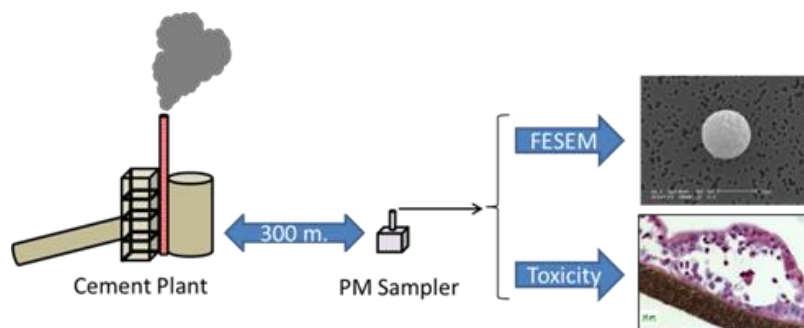 FESEM
300 m.
Cement Plant
PM Sampler
Toxicity